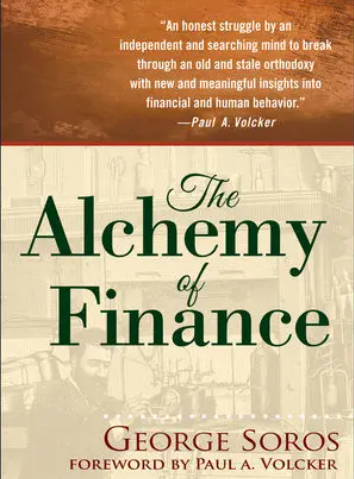 “An honest struggle by an
independent and searching mind to break
through an old and stale orthodoxy
with new and meaningful insights into
financial and human behavior.”
—Paul A. Volcker
The
Alchemy
of
Finance
GEORGE SOROS
FOREWORD BY PAUL A. VOLCKER